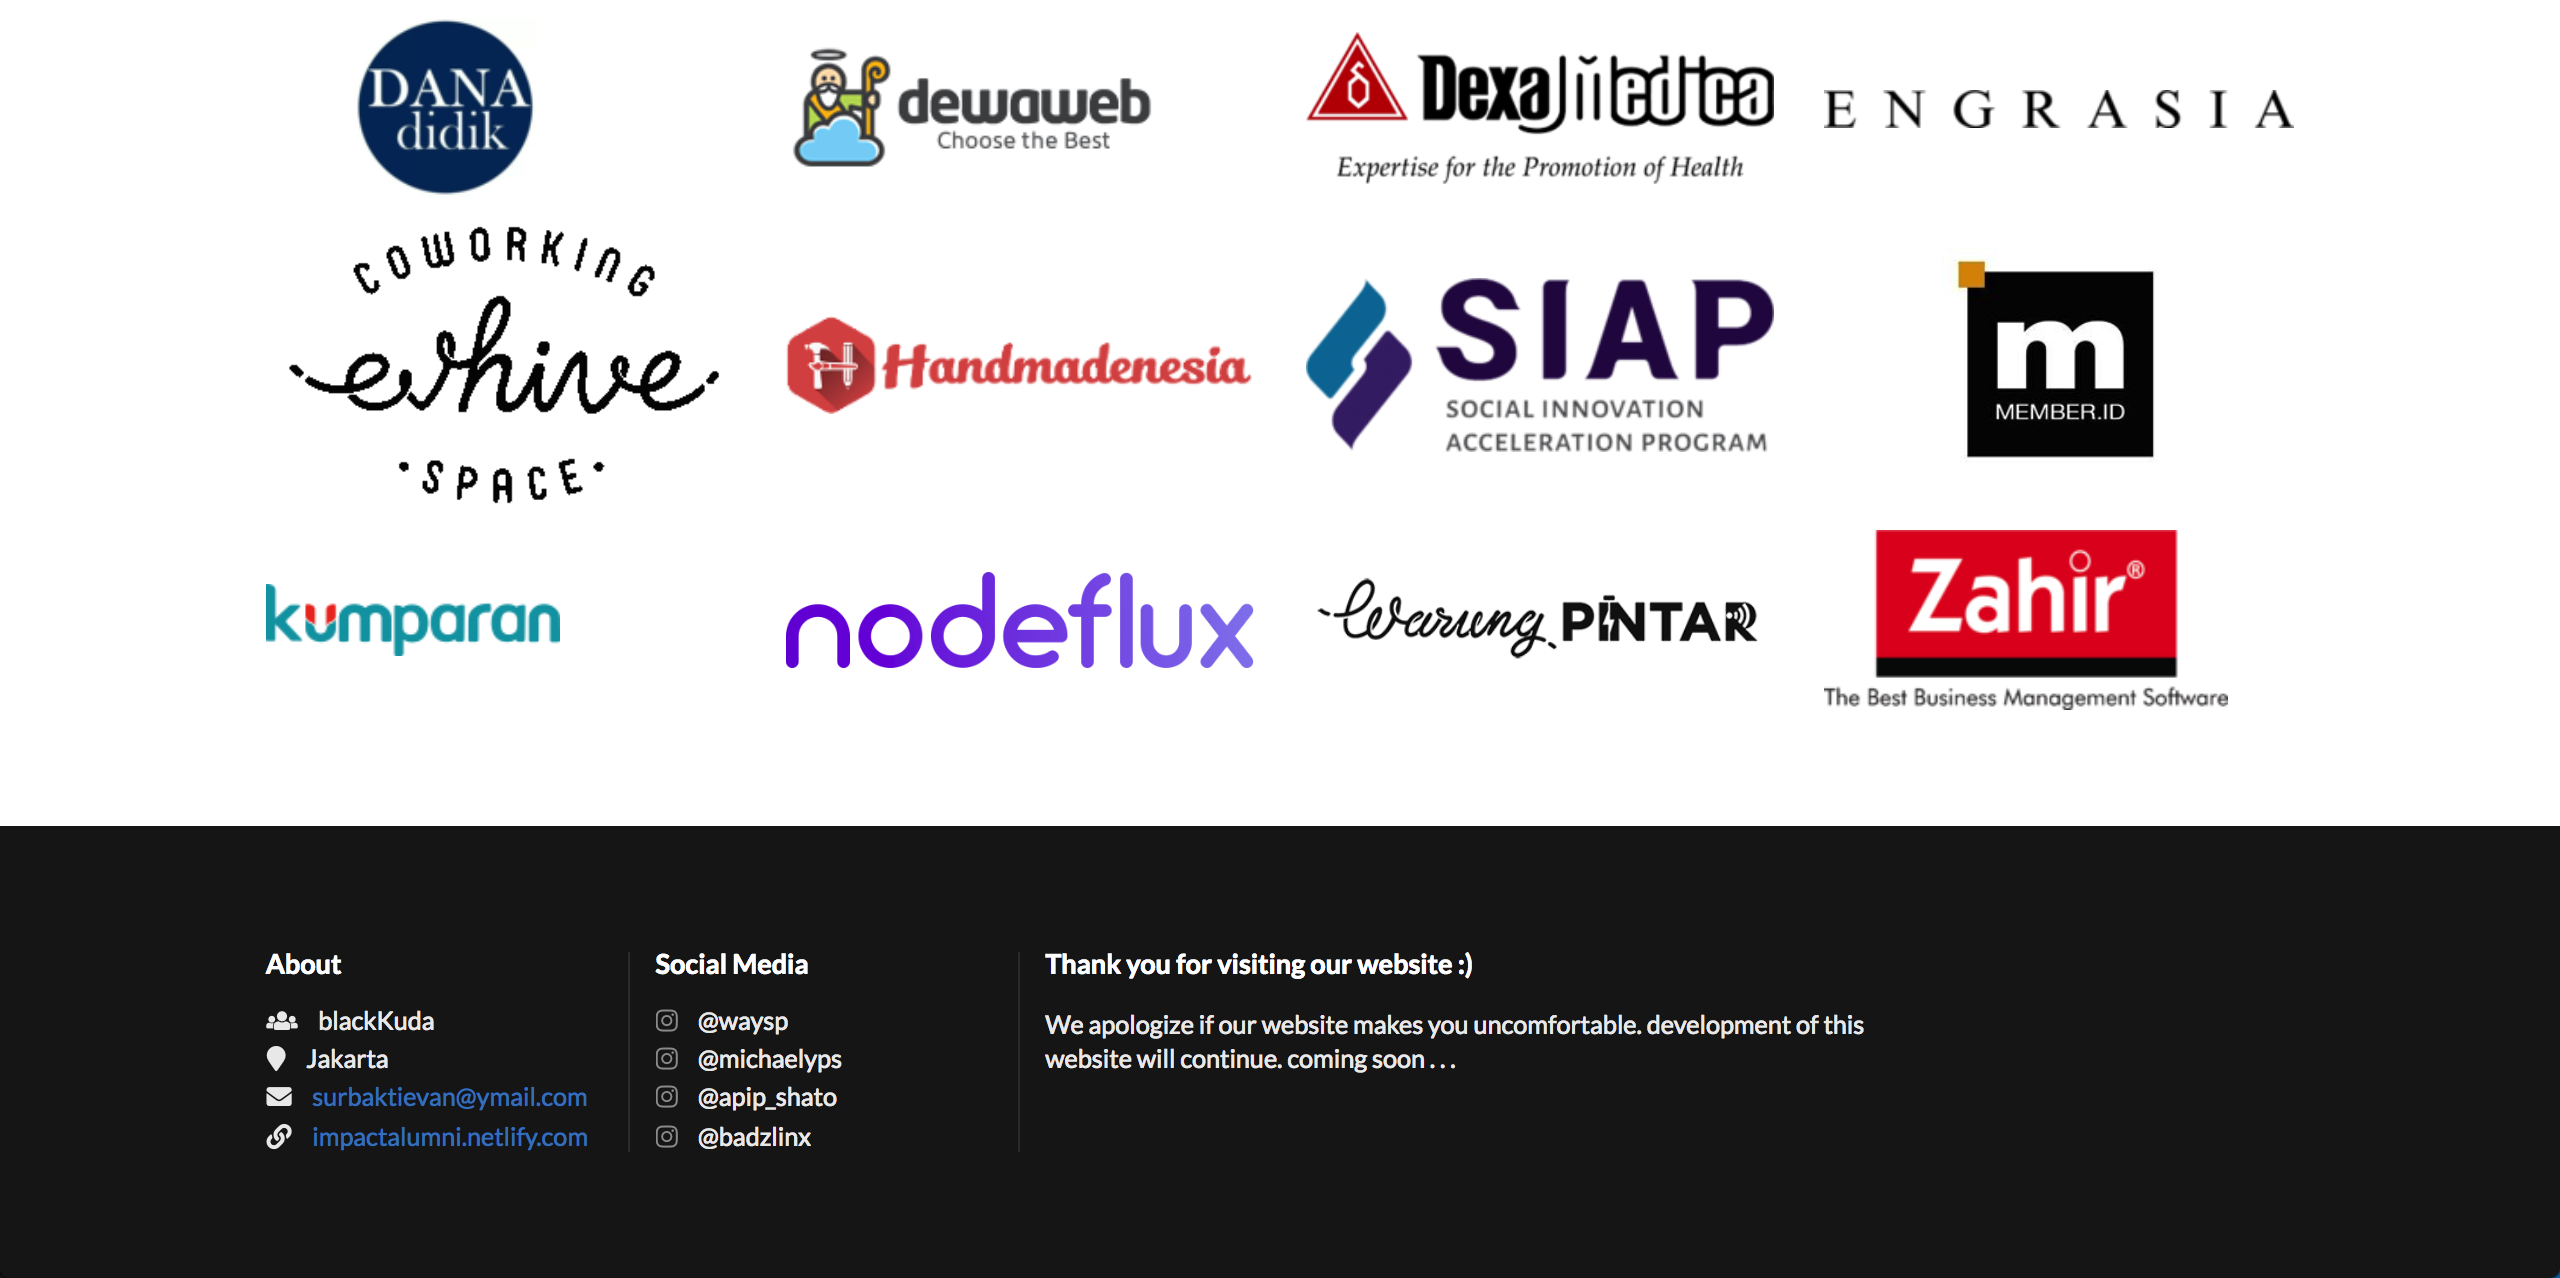 DANA
didik
dewaweb
Choose the Best
Dexa Medica
Expertise for the Promotion of Health
ENGRASIA
COWORKING
evhive
·SPACE·
Handmadenesia
SIAP
SOCIAL INNOVATION
ACCELERATION PROGRAM
m
MEMBER.ID
kumparan
nodeflux
Warung PINTAR
Zahir®
The Best Business Management Software
About
blackKuda
Jakarta
surbaktievan@ymail.com
impactalumni.netlify.com
Social Media
@waysp
@michaelyps
@apip_shato
@badzlinx
Thank you for visiting our website :)
We apologize if our website makes you uncomfortable. development of this
website will continue. coming soon . . .